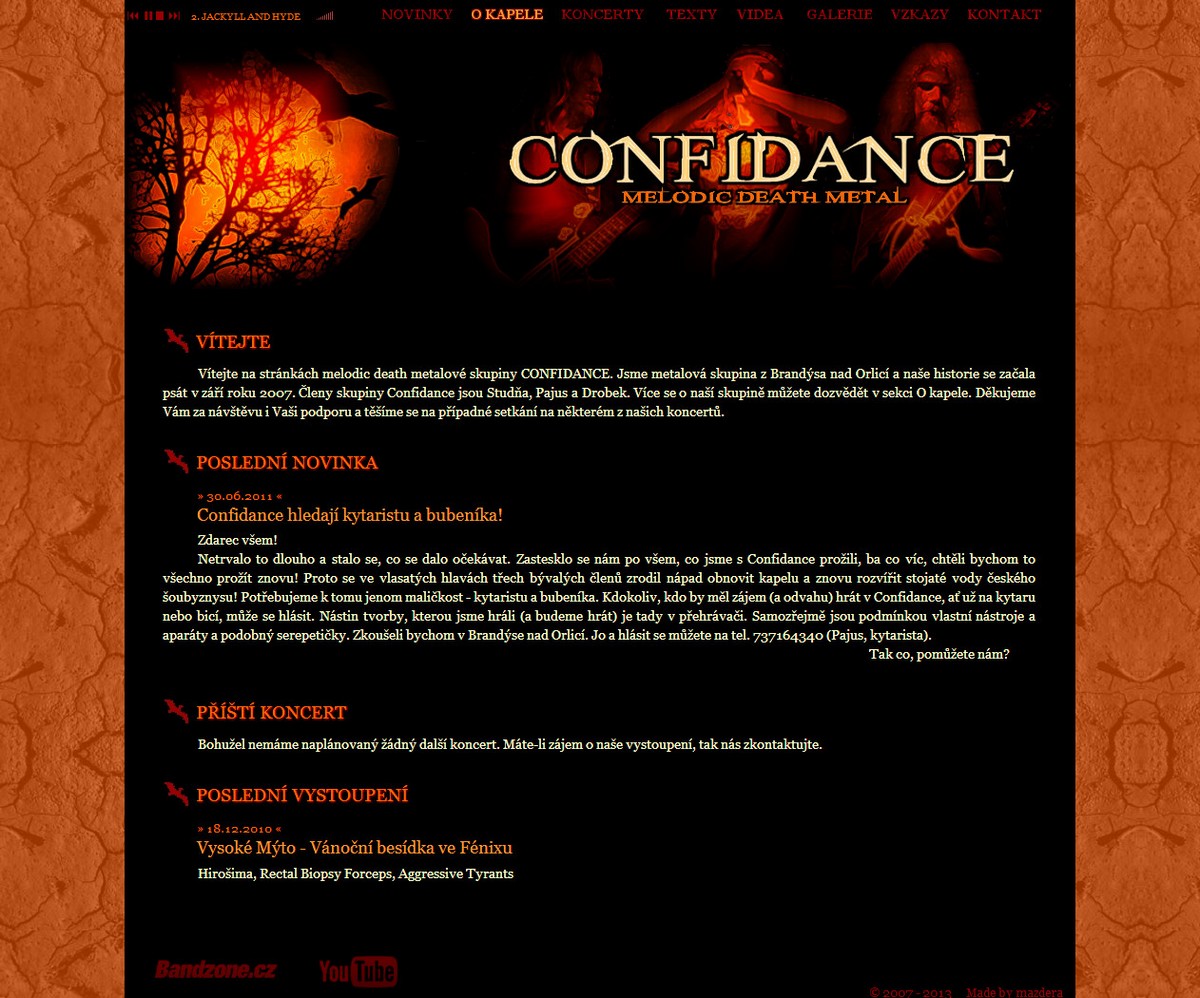 2. JACKYLL AND HYDE
NOVINKY O KAPELE KONCERTY TEXTY VIDEA GALERIE VZKAZY KONTAKT
CONFIDANCE
MELODIC DEATH METAL
VÍTEJTE
Vítejte na stránkách melodic death metalové skupiny CONFIDANCE. Jsme metalová skupina z Brandýsa nad Orlicí a naše historie se začala
psát v září roku 2007. Členy skupiny Confidance jsou Studňa, Pajus a Drobek. Více se o naší skupině můžete dozvědět v sekci O kapele. Děkujeme
Vám za návštěvu i Vaši podporu a těšíme se na případné setkání na některém z našich koncertů.
POSLEDNÍ NOVINKA
» 30.06.2011 «
Confidance hledají kytaristu a bubeníka!
Zdarec všem!
Netrvalo to dlouho a stalo se, co se dalo očekávat. Zastesklo se nám po všem, co jsme s Confidance prožili, ba co víc, chtěli bychom to
všechno prožít znovu! Proto se ve vlasatých hlavách třech bývalých členů zrodil nápad obnovit kapelu a znovu rozvířit stojaté vody českého
šoubyznysu! Potřebujeme k tomu jenom maličkost - kytaristu a bubeníka. Kdokoliv, kdo by měl zájem (a odvahu) hrát v Confidance, ať už na kytaru
nebo bicí, může se hlásit. Nástin tvorby, kterou jsme hráli (a budeme hrát) je tady v přehrávači. Samozřejmě jsou podmínkou vlastní nástroje a
aparáty a podobný serepetičky. Zkoušeli bychom v Brandýse nad Orlicí. Jo a hlásit se můžete na tel. 737164340 (Pajus, kytarista).
Tak co, pomůžete nám?
PŘÍŠTÍ KONCERT
Bohužel nemáme naplánovaný žádný další koncert. Máte-li zájem o naše vystoupení, tak nás zkontaktujte.
POSLEDNÍ VYSTOUPENÍ
» 18.12.2010 «
Vysoké Mýto - Vánoční besídka ve Fénixu
Hirošima, Rectal Biopsy Forceps, Aggressive Tyrants
Bandzone.cz YouTube
© 2007 - 2013 Made by mazdera